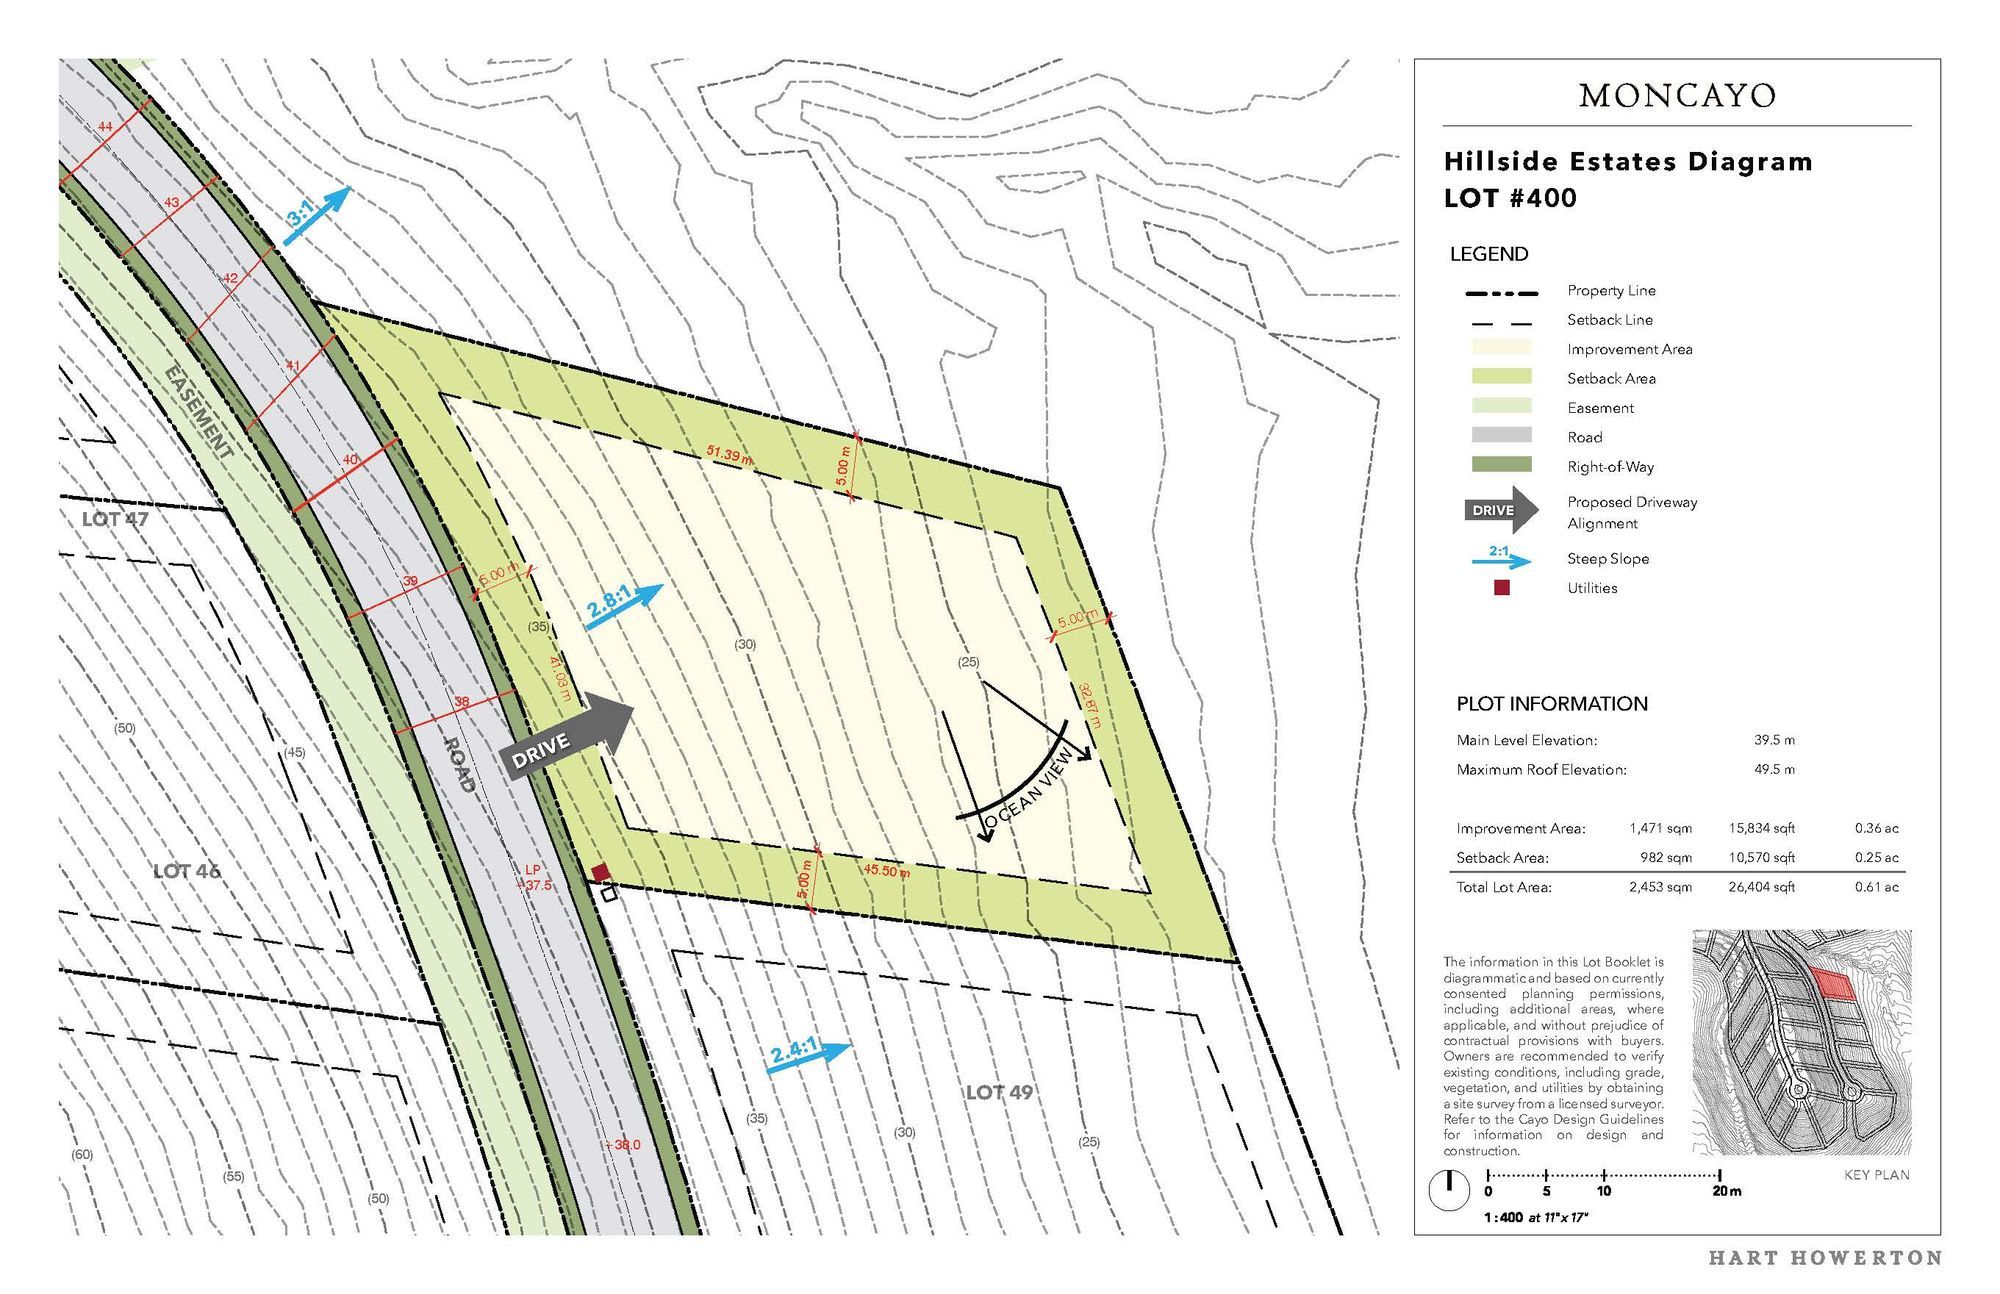 44
43
3:1
42
41
EASEMENT
40
51.39 m
5.00 m
LOT 47
39
5.00 m
2.8:1
(35)
(30)
5.00 m
(25)
41.03 m
32.87 m
38
DRIVE
ROAD
(50)
(45)
OCEAN VIEW
LOT 46
LP
+37.5
5.00 m
45.50 m
2.4:1
LOT 49
(35)
(30)
(25)
+38.0
(60)
(55)
(50)
MONCAYO
Hillside Estates Diagram
LOT #400
LEGEND
Property Line
Setback Line
Improvement Area
Setback Area
Easement
Road
Right-of-Way
DRIVE Proposed Driveway
Alignment
2:1 Steep Slope
Utilities
PLOT INFORMATION
Main Level Elevation: 39.5 m
Maximum Roof Elevation: 49.5 m
Improvement Area: 1,471 sqm 15,834 sqft 0.36 ac
Setback Area: 982 sqm 10,570 sqft 0.25 ac
Total Lot Area: 2,453 sqm 26,404 sqft 0.61 ac
The information in this Lot Booklet is
diagrammatic and based on currently
consented planning permissions,
including additional areas, where
applicable, and without prejudice of
contractual provisions with buyers.
Owners are recommended to verify
existing conditions, including grade,
vegetation, and utilities by obtaining
a site survey from a licensed surveyor.
Refer to the Cayo Design Guidelines
for information on design and
construction.
KEY PLAN
0 5 10 20m
1:400 at 11"x 17"
HART HOWERTON